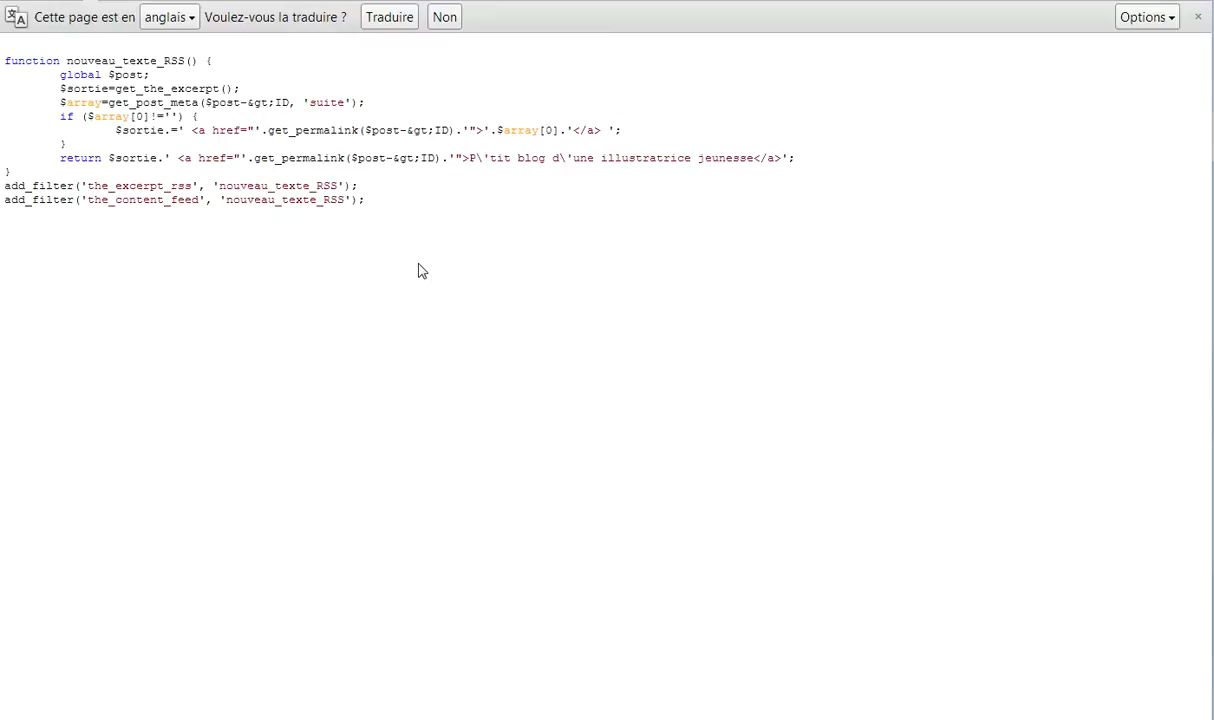 Cette page est en anglais Voulez-vous la traduire ? Traduire Non Options ×
function nouveau_texte_RSS() {
global $post;
$sortie=get_the_excerpt();
$array=get_post_meta($post-&gt;ID, 'suite');
if ($array[0]!='') {
$sortie.=' <a href="'.get_permalink($post-&gt;ID).'">'.$array[0].'</a> ';
}
return $sortie.' <a href="'.get_permalink($post-&gt;ID).'">P\'tit blog d\'une illustratrice jeunesse</a>';
}
add_filter('the_excerpt_rss', 'nouveau_texte_RSS');
add_filter('the_content_feed', 'nouveau_texte_RSS');